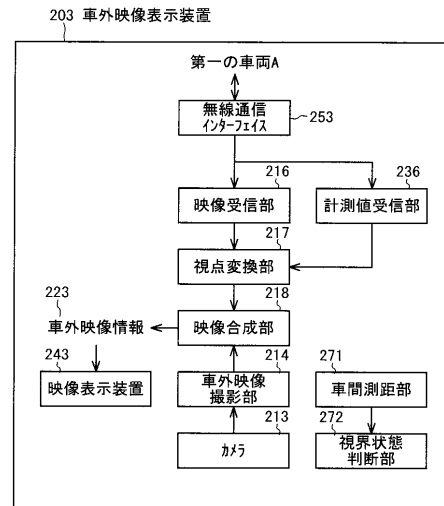 203 車外映像表示装置
第一の車両A
無線通信
インターフェイス
253
216
236
映像受信部
計測値受信部
217
視点変換部
223
218
車外映像情報
映像合成部
243
214
271
映像表示装置
車外映像
撮影部
車間測距部
213
272
カメラ
視界状態
判断部